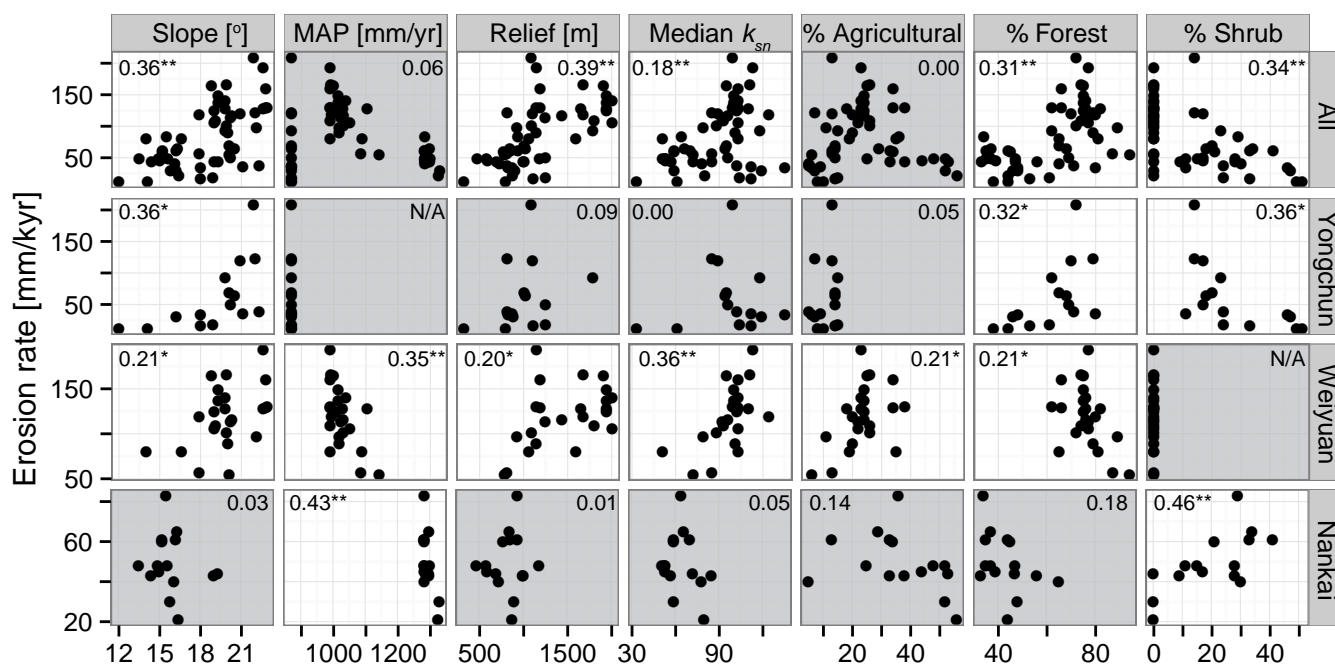 Slope [°] MAP [mm/yr] Relief [m] Median ksn % Agricultural % Forest % Shrub
0.36** 0.06 0.39** 0.18** 0.00 0.31** 0.34** All
150
50
0.36* N/A 0.09 0.00 0.05 0.32* 0.36* Yongchun
150
50
Erosion rate [mm/kyr]
0.21* 0.35** 0.20* 0.36** 0.21* 0.21* N/A Weiyuan
150
50
0.03 0.43** 0.01 0.05 0.14 0.18 0.46** Nankai
60
20
12 15 18 21 1000 1200 500 1500 30 90 20 40 40 80 0 20 40